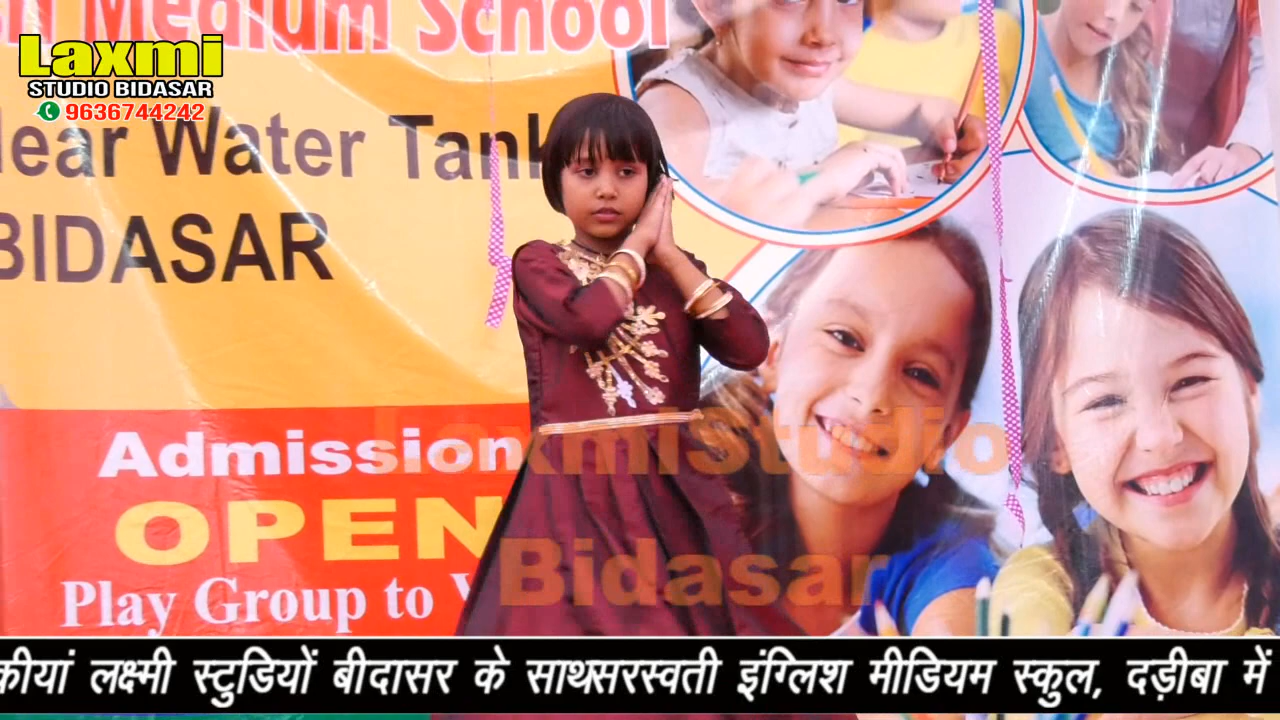 Medium School
Laxmi
STUDIO BIDASAR
9636744242
Near Water Tank
BIDASAR
Admission
OPEN
Play Group to
LaxmiStudio
Bidasar
कीयां लक्ष्मी स्टुडियों बीदासर के साथसरस्वती इंग्लिश मीडियम स्कुल, दड़ीबा में